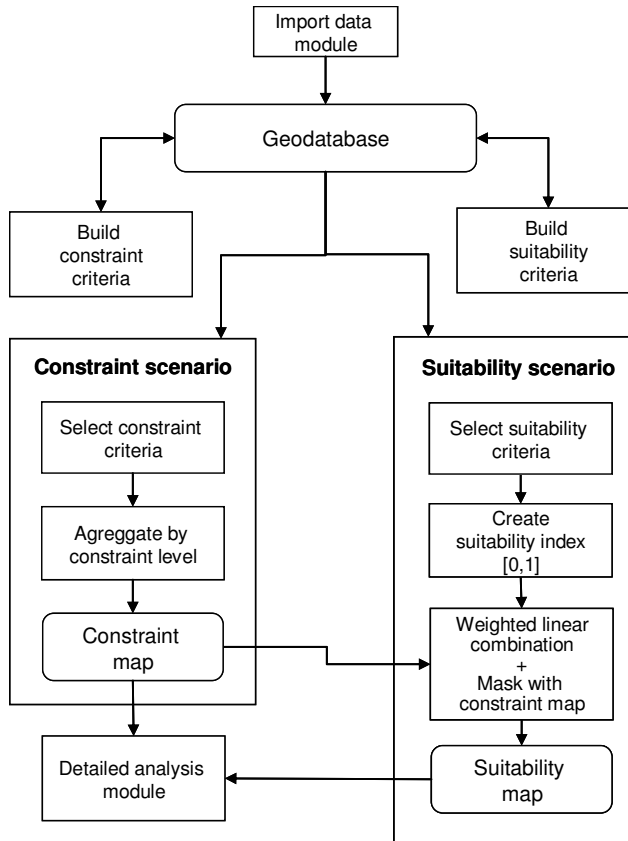 Import data
module
Geodatabase
Build
constraint
criteria
Build
suitability
criteria
Constraint scenario
Select constraint
criteria
Agreggate by
constraint level
Constraint
map
Detailed analysis
module
Suitability scenario
Select suitability
criteria
Create
suitability index
[0,1]
Weighted linear
combination
+
Mask with
constraint map
Suitability
map